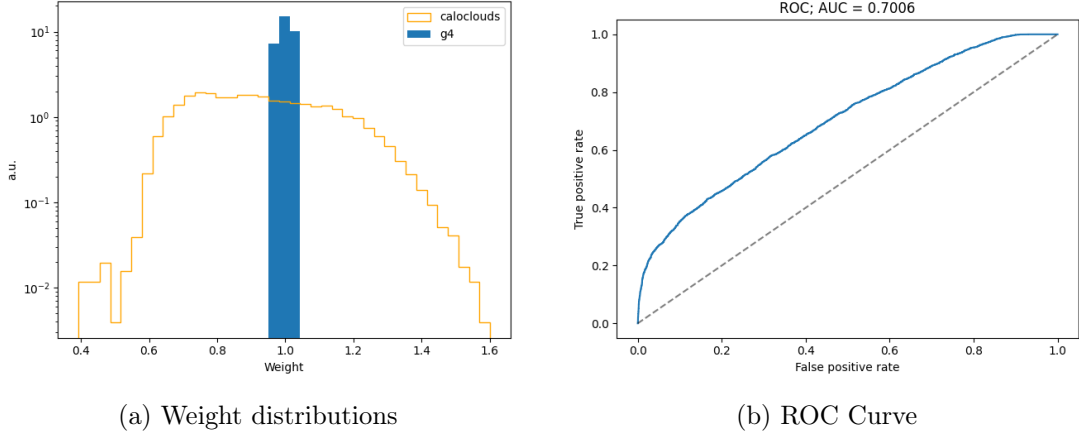 caloclouds
g4
10¹
10⁰
10⁻¹
10⁻²
a.u.
0.4 0.6 0.8 1.0 1.2 1.4 1.6
Weight
(a) Weight distributions
ROC; AUC = 0.7006
1.0
0.8
0.6
0.4
0.2
0.0
True positive rate
0.0 0.2 0.4 0.6 0.8 1.0
False positive rate
(b) ROC Curve